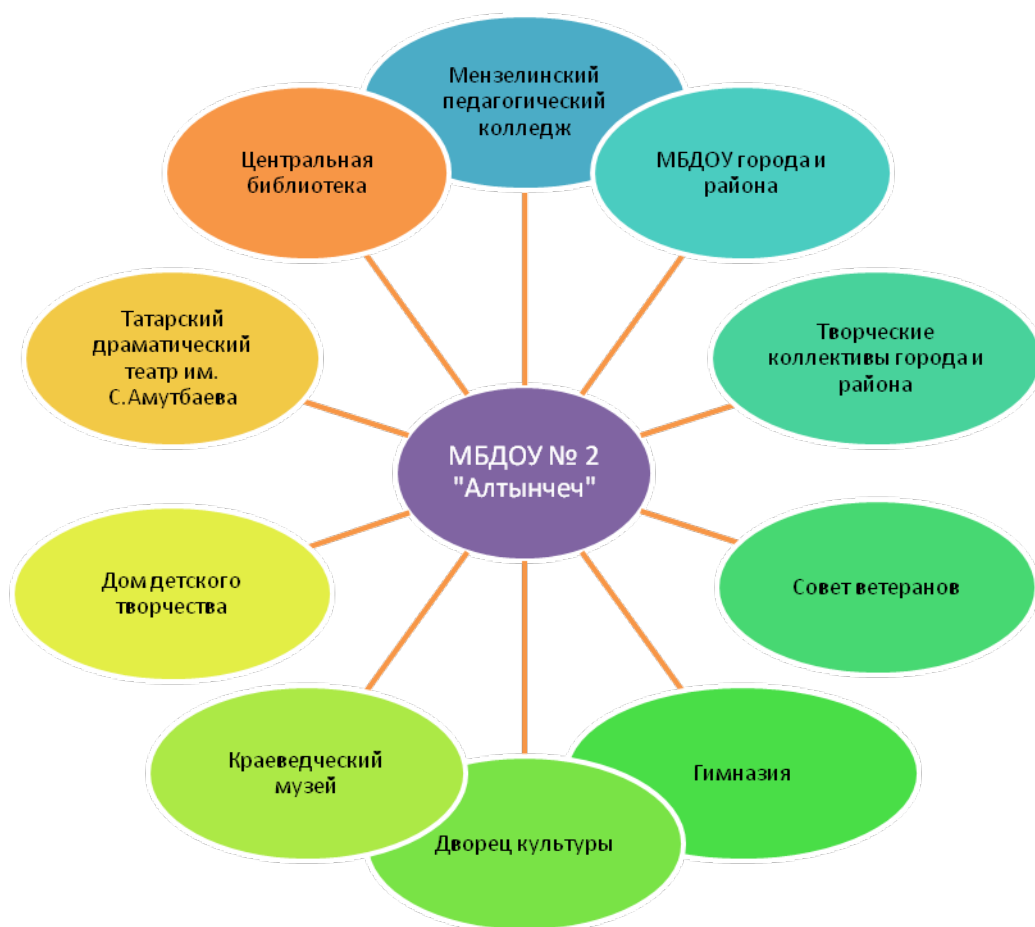 Мензелинский
педагогический
колледж
МБДОУ города и
района
Творческие
коллективы города и
района
Совет ветеранов
Гимназия
Дворец культуры
Краеведческий
музей
Дом детского
творчества
Татарский
драматический
театр им.
С.Амутбаева
Центральная
библиотека
МБДОУ № 2
"Алтынчеч"